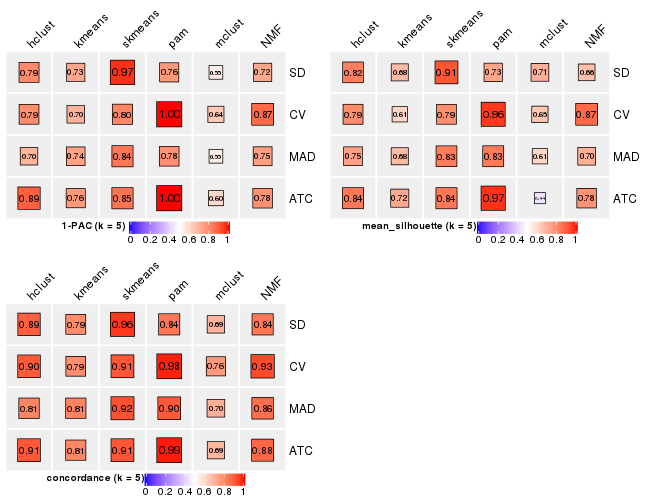 hclust kmeans skmeans pam mclust NMF
0.79 0.73 0.97 0.76 0.55 0.72 SD
0.79 0.70 0.80 1.00 0.64 0.87 CV
0.70 0.74 0.84 0.78 0.55 0.75 MAD
0.89 0.76 0.85 1.00 0.60 0.78 ATC
1-PAC (k = 5)
0 0.2 0.4 0.6 0.8 1
hclust kmeans skmeans pam mclust NMF
0.82 0.68 0.91 0.73 0.71 0.66 SD
0.79 0.61 0.79 0.96 0.65 0.87 CV
0.75 0.68 0.83 0.83 0.61 0.70 MAD
0.84 0.72 0.84 0.97 0.44 0.78 ATC
mean_silhouette (k = 5)
0 0.2 0.4 0.6 0.8 1
hclust kmeans skmeans pam mclust NMF
0.89 0.79 0.96 0.84 0.69 0.84 SD
0.90 0.79 0.91 0.98 0.76 0.93 CV
0.81 0.81 0.92 0.90 0.70 0.86 MAD
0.91 0.81 0.91 0.99 0.69 0.88 ATC
concordance (k = 5)
0 0.2 0.4 0.6 0.8 1